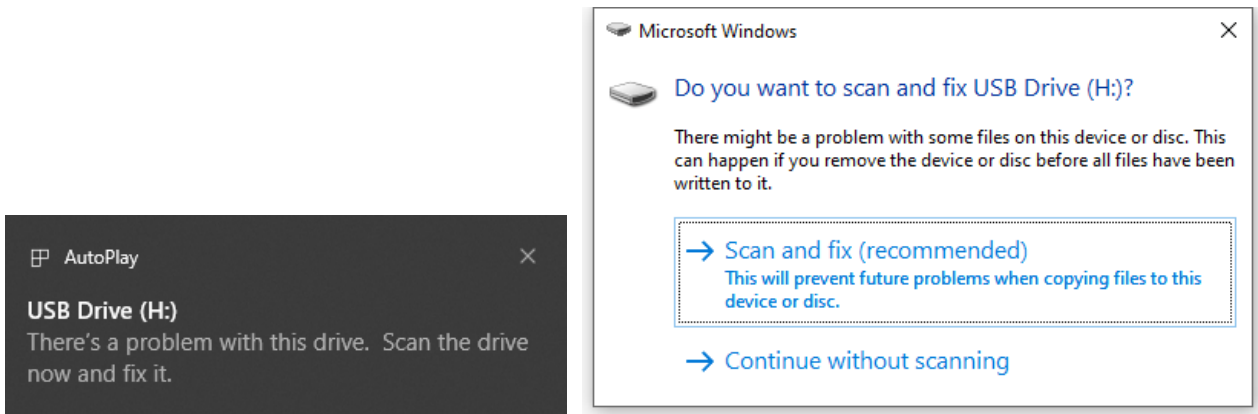 AutoPlay
USB Drive (H:)
There's a problem with this drive.  Scan the drive
now and fix it.
Microsoft Windows
Do you want to scan and fix USB Drive (H:)?
There might be a problem with some files on this device or disc. This
can happen if you remove the device or disc before all files have been
written to it.
Scan and fix (recommended)
This will prevent future problems when copying files to this
device or disc.
Continue without scanning